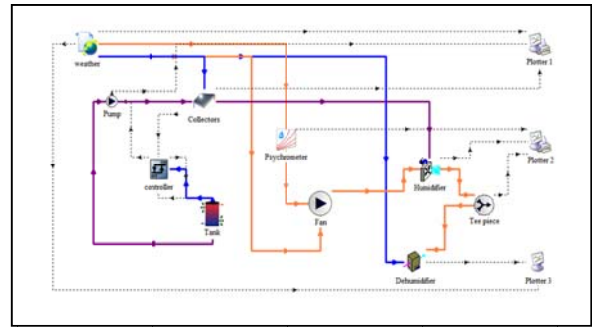 weather
Plotter 1
Pump
Collectors
Psychrometer
Plotter 2
controller
Humidifier
Tank
Fan
Tee piece
Dehumidifier
Plotter 3